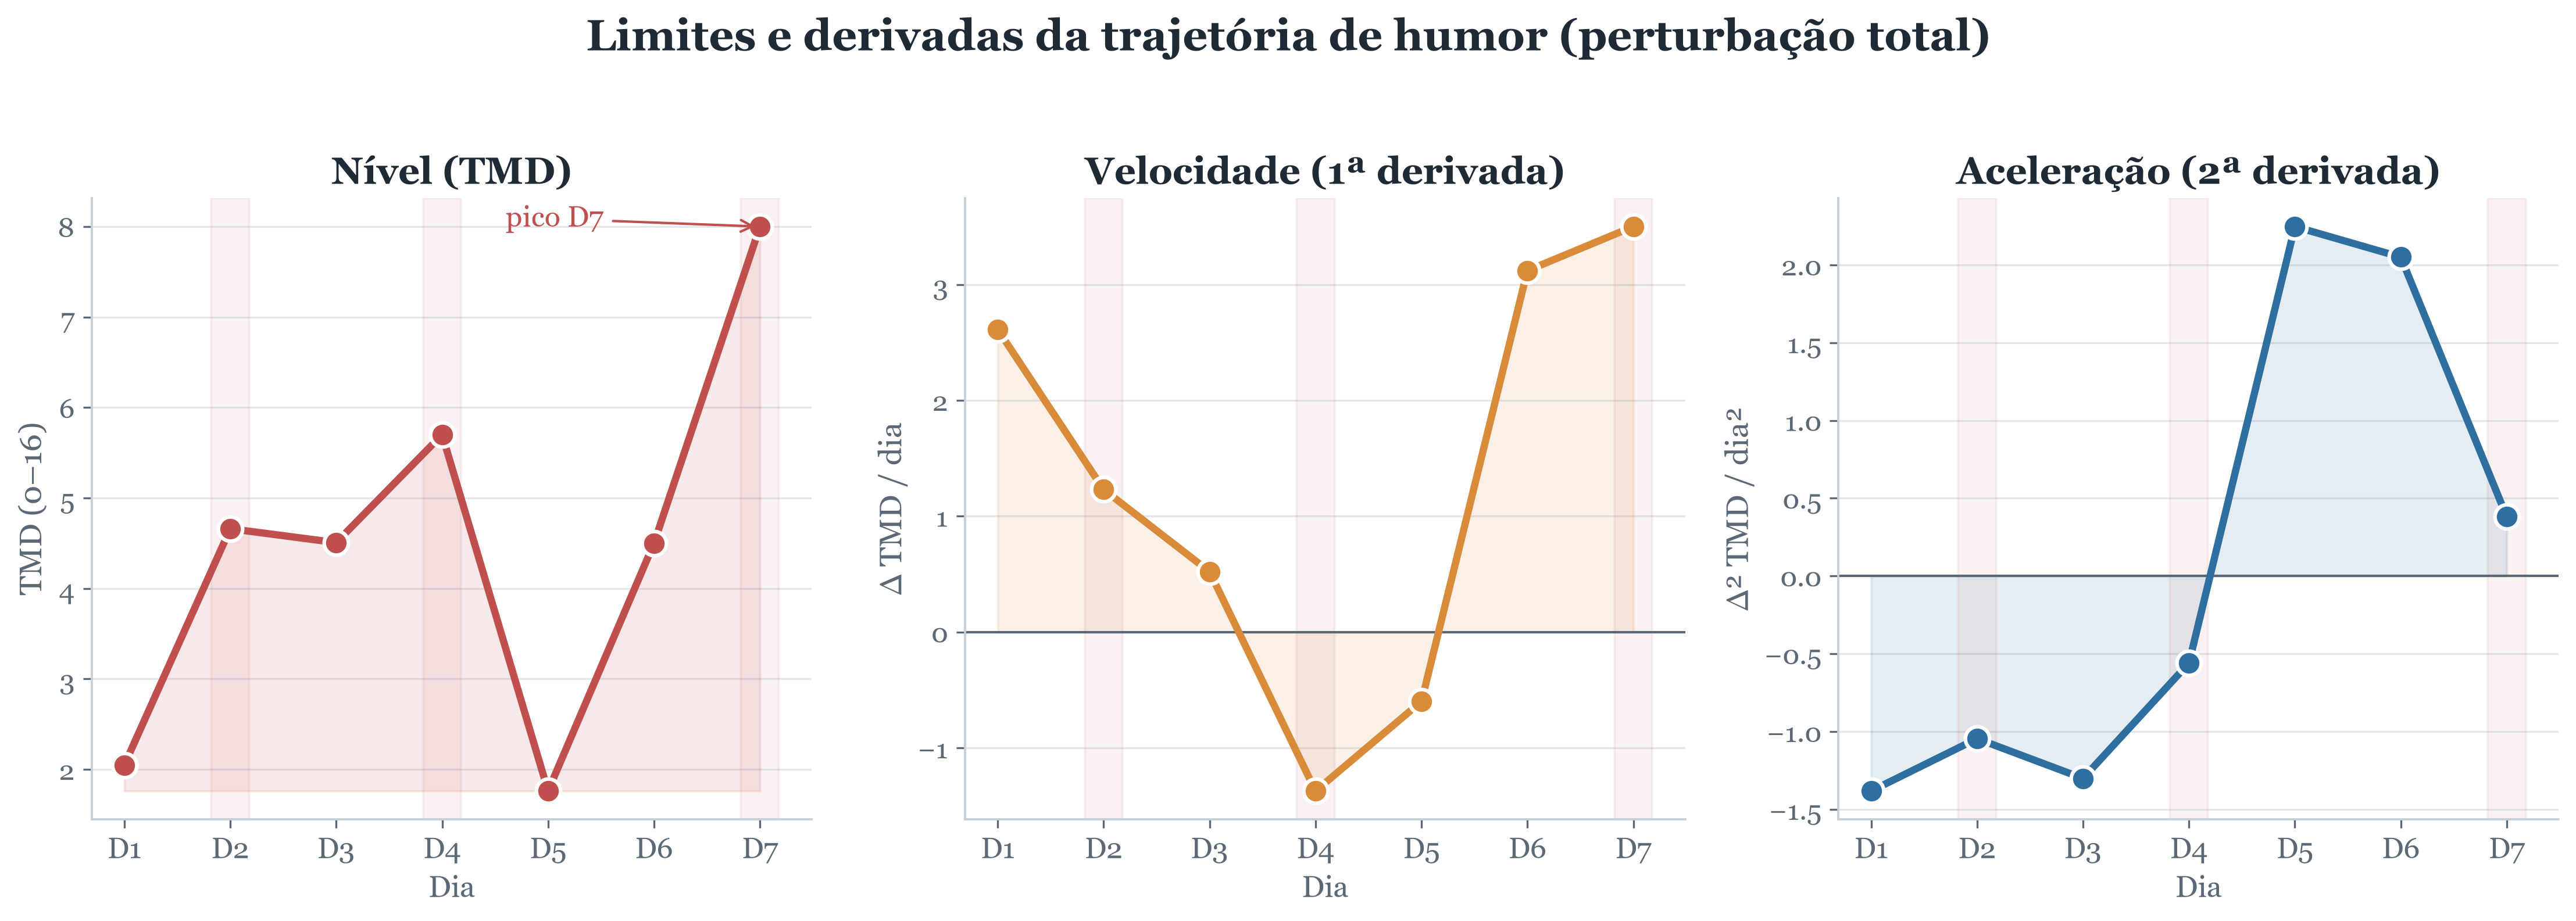 Limites e derivadas da trajetória de humor (perturbação total)
Nível (TMD)
TMD (0–16)
8
7
6
5
4
3
2
pico D7
D1 D2 D3 D4 D5 D6 D7
Dia
Velocidade (1ª derivada)
Δ TMD / dia
3
2
1
0
−1
D1 D2 D3 D4 D5 D6 D7
Dia
Aceleração (2ª derivada)
Δ² TMD / dia²
2.0
1.5
1.0
0.5
0.0
−0.5
−1.0
−1.5
D1 D2 D3 D4 D5 D6 D7
Dia